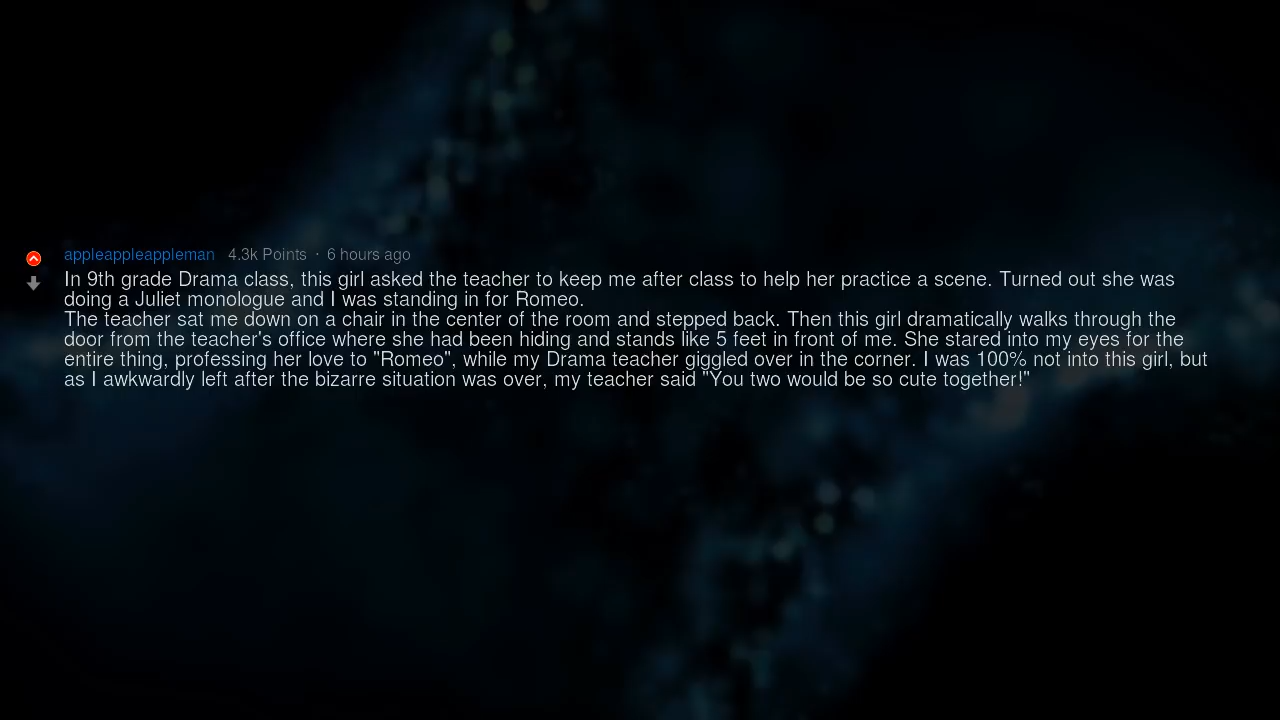 appleappleappleman 4.3k Points · 6 hours ago
In 9th grade Drama class, this girl asked the teacher to keep me after class to help her practice a scene. Turned out she was
doing a Juliet monologue and I was standing in for Romeo.
The teacher sat me down on a chair in the center of the room and stepped back. Then this girl dramatically walks through the
door from the teacher's office where she had been hiding and stands like 5 feet in front of me. She stared into my eyes for the
entire thing, professing her love to "Romeo", while my Drama teacher giggled over in the corner. I was 100% not into this girl, but
as I awkwardly left after the bizarre situation was over, my teacher said "You two would be so cute together!"